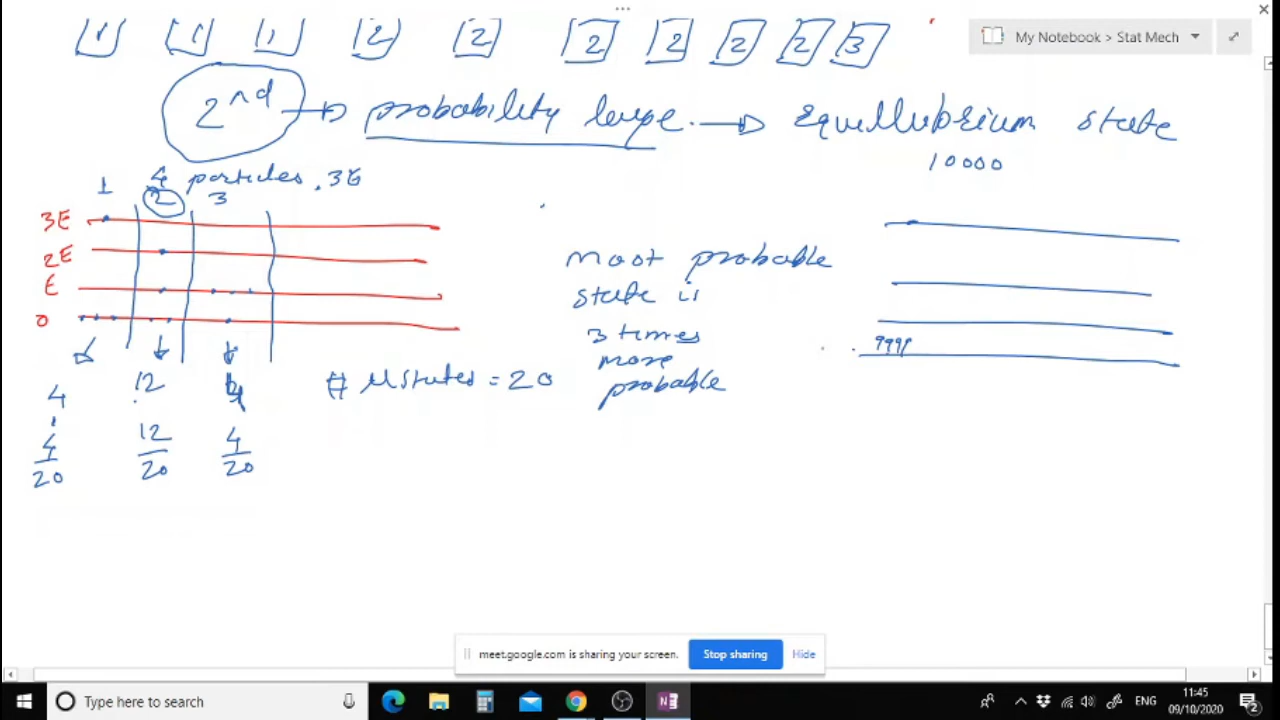 1 1 1 2 2 2 2 2 2 3
My Notebook > Stat Mech
2nd → probability large → Equillubrium state
10000
4 particles, 3E
1 2 3
3E
2E
E
0
most probable
state is
3 times
more
probable
9999
4 12 4
# μstates = 20
4/20 12/20 4/20
meet.google.com is sharing your screen. Stop sharing Hide
Type here to search
ENG
11:45
09/10/2020
2